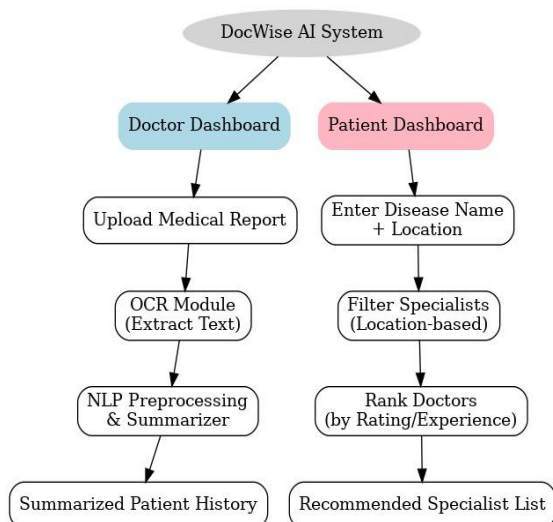 DocWise AI System
Doctor Dashboard
Patient Dashboard
Upload Medical Report
Enter Disease Name
+ Location
OCR Module
(Extract Text)
Filter Specialists
(Location-based)
NLP Preprocessing
& Summarizer
Rank Doctors
(by Rating/Experience)
Summarized Patient History
Recommended Specialist List